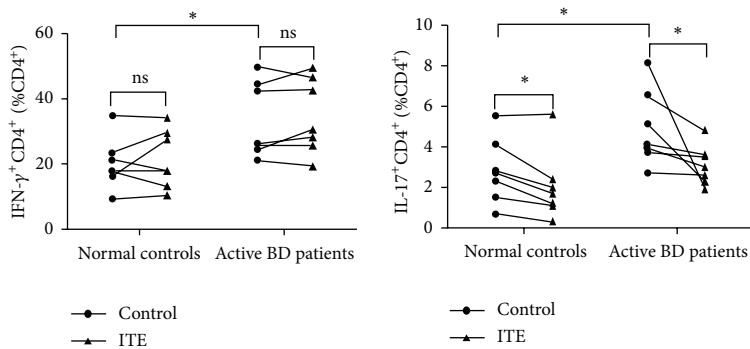 *
ns
ns
60
40
20
0
IFN-γ⁺CD4⁺ (%CD4⁺)
Normal controls
Active BD patients
Control
ITE
*
*
*
10
8
6
4
2
0
IL-17⁺CD4⁺ (%CD4⁺)
Normal controls
Active BD patients
Control
ITE